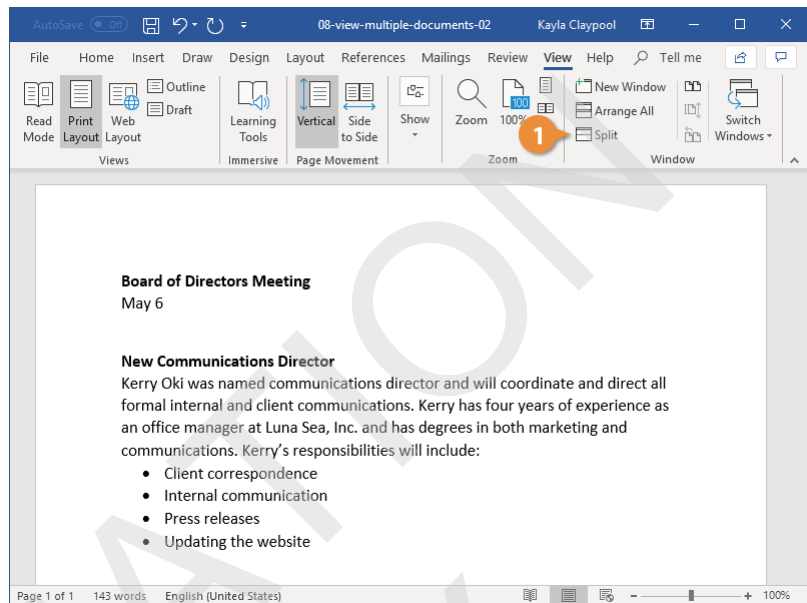 AutoSave Off 08-view-multiple-documents-02 Kayla Claypool
File Home Insert Draw Design Layout References Mailings Review View Help Tell me
Read Mode
Print Layout
Web Layout
Outline
Draft
Views
Learning Tools
Immersive
Vertical
Side to Side
Page Movement
Show
Zoom
100
100%
Zoom
1
New Window
Arrange All
Split
Switch Windows
Window
Board of Directors Meeting
May 6
New Communications Director
Kerry Oki was named communications director and will coordinate and direct all
formal internal and client communications. Kerry has four years of experience as
an office manager at Luna Sea, Inc. and has degrees in both marketing and
communications. Kerry’s responsibilities will include:
• Client correspondence
• Internal communication
• Press releases
• Updating the website
Page 1 of 1 143 words English (United States) - + 100%